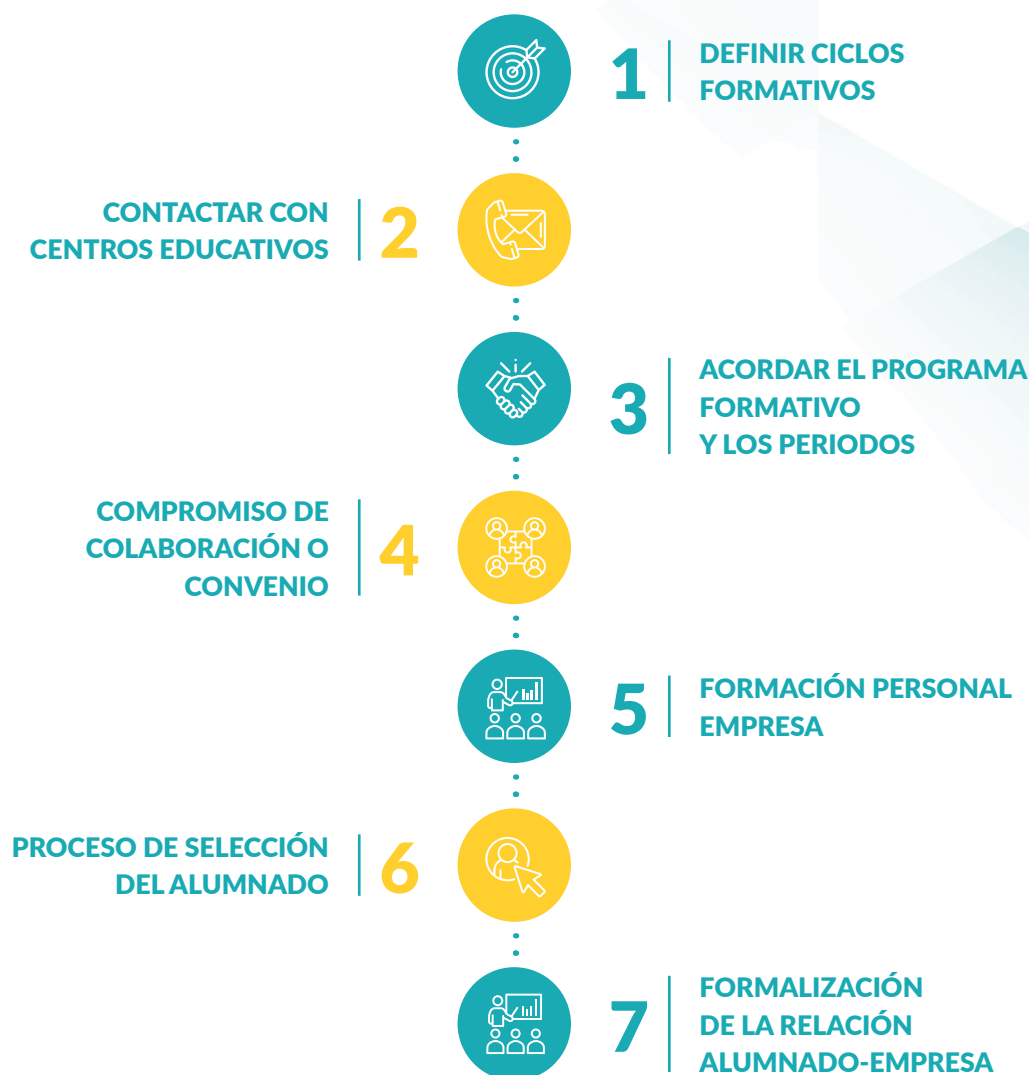 1
DEFINIR CICLOS
FORMATIVOS
2
CONTACTAR CON
CENTROS EDUCATIVOS
3
ACORDAR EL PROGRAMA
FORMATIVO
Y LOS PERIODOS
4
COMPROMISO DE
COLABORACIÓN O
CONVENIO
5
FORMACIÓN PERSONAL
EMPRESA
6
PROCESO DE SELECCIÓN
DEL ALUMNADO
7
FORMALIZACIÓN
DE LA RELACIÓN
ALUMNADO-EMPRESA